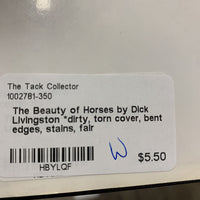 The Tack Collector
1002781-350
The Beauty of Horses by Dick
Livingston *dirty, torn cover, bent
edges, stains, fair
W
HBYLQF
$5.50